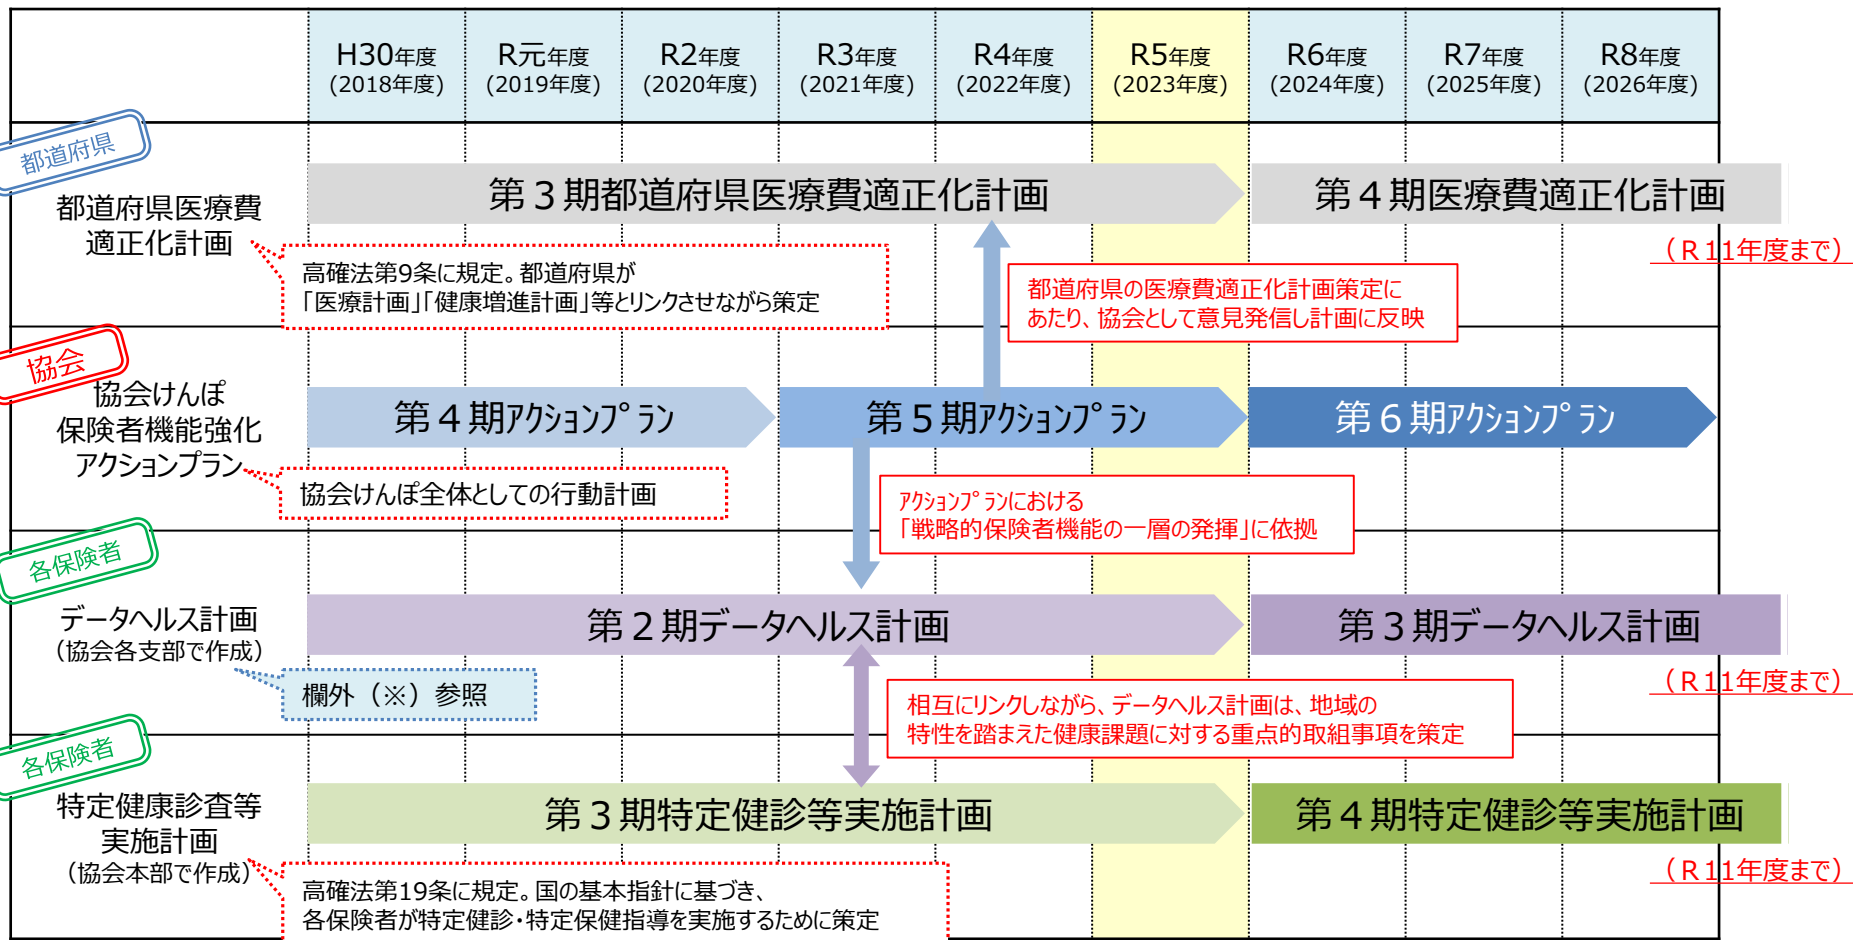 H30年度
(2018年度)
R元年度
(2019年度)
R2年度
(2020年度)
R3年度
(2021年度)
R4年度
(2022年度)
R5年度
(2023年度)
R6年度
(2024年度)
R7年度
(2025年度)
R8年度
(2026年度)
都道府県
都道府県医療費
適正化計画
第３期都道府県医療費適正化計画
第４期医療費適正化計画
（Ｒ11年度まで）
高確法第9条に規定。都道府県が
「医療計画」「健康増進計画」等とリンクさせながら策定
都道府県の医療費適正化計画策定に
あたり、協会として意見発信し計画に反映
協会
協会けんぽ
保険者機能強化
アクションプラン
第４期ｱｸｼｮﾝﾌﾟﾗﾝ
第５期ｱｸｼｮﾝﾌﾟﾗﾝ
第６期ｱｸｼｮﾝﾌﾟﾗﾝ
協会けんぽ全体としての行動計画
ｱｸｼｮﾝﾌﾟﾗﾝにおける
「戦略的保険者機能の一層の発揮」に依拠
各保険者
データヘルス計画
（協会各支部で作成）
第２期データヘルス計画
第３期データヘルス計画
（Ｒ11年度まで）
欄外（※）参照
相互にリンクしながら、データヘルス計画は、地域の
特性を踏まえた健康課題に対する重点的取組事項を策定
各保険者
特定健康診査等
実施計画
（協会本部で作成）
第３期特定健診等実施計画
第４期特定健診等実施計画
（Ｒ11年度まで）
高確法第19条に規定。国の基本指針に基づき、
各保険者が特定健診・特定保健指導を実施するために策定